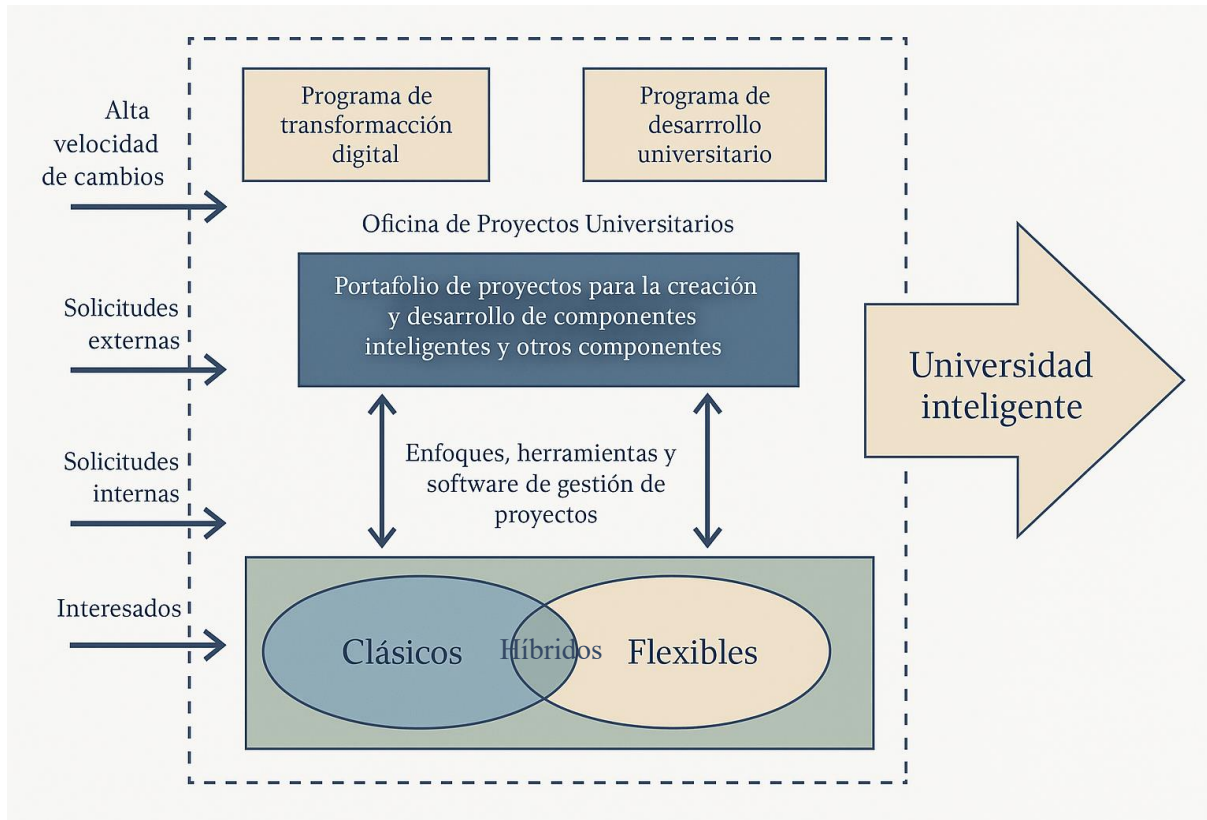 Programa de
transformacción
digital
Programa de
desarrrollo
universitario
Alta
velocidad
de cambios
Oficina de Proyectos Universitarios
Portafolio de proyectos para la creación
y desarrollo de componentes
inteligentes y otros componentes
Solicitudes
externas
Universidad
inteligente
Enfoques, herramientas y
software de gestión de
proyectos
Solicitudes
internas
Interesados
Clásicos
Híbridos
Flexibles